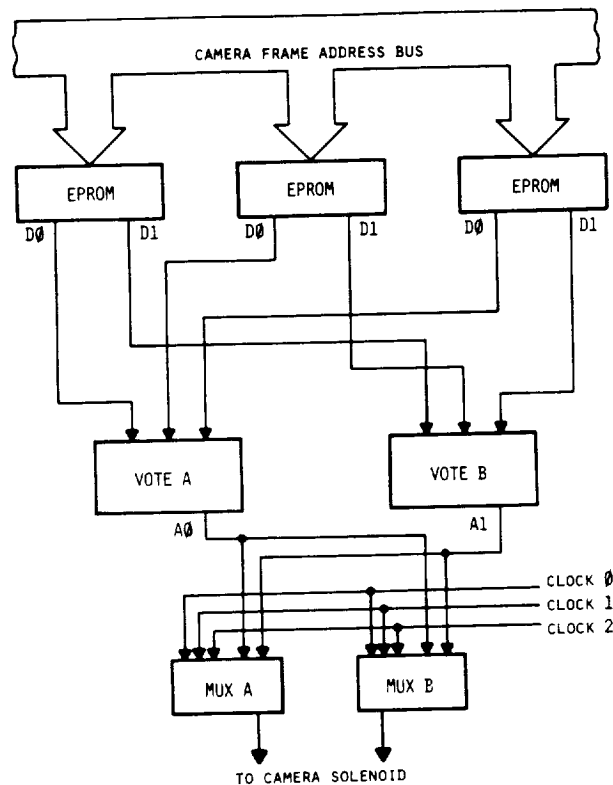 CAMERA FRAME ADDRESS BUS
EPROM
EPROM
EPROM
DØ
D1
DØ
D1
DØ
D1
VOTE A
VOTE B
AØ
A1
CLOCK Ø
CLOCK 1
CLOCK 2
MUX A
MUX B
TO CAMERA SOLENOID